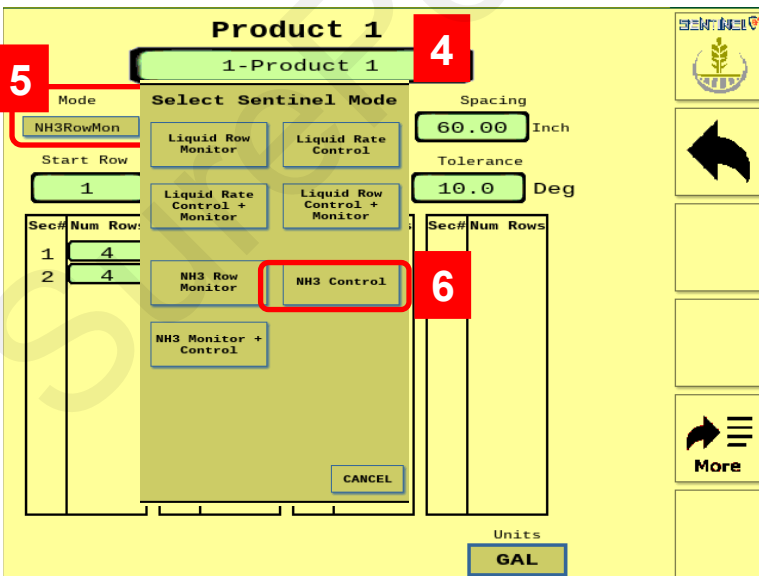 Product 1
SENTINEL
4
1-Product 1
5
Mode
Select Sentinel Mode
Spacing
NH3RowMon
Liquid Row
Monitor
Liquid Rate
Control
60.00 Inch
Start Row
Tolerance
1
Liquid Rate
Control +
Monitor
Liquid Row
Control +
Monitor
10.0 Deg
Sec# Num Rows
Sec# Num Rows
1 4
2 4
NH3 Row
Monitor
NH3 Control
6
NH3 Monitor +
Control
More
CANCEL
Units
GAL